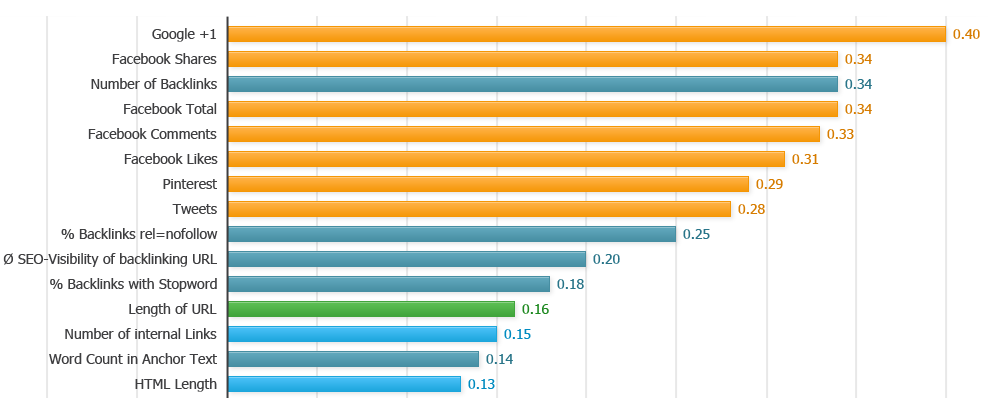 Google +1 0.40
Facebook Shares 0.34
Number of Backlinks 0.34
Facebook Total 0.34
Facebook Comments 0.33
Facebook Likes 0.31
Pinterest 0.29
Tweets 0.28
% Backlinks rel=nofollow 0.25
Ø SEO-Visibility of backlinking URL 0.20
% Backlinks with Stopword 0.18
Length of URL 0.16
Number of internal Links 0.15
Word Count in Anchor Text 0.14
HTML Length 0.13